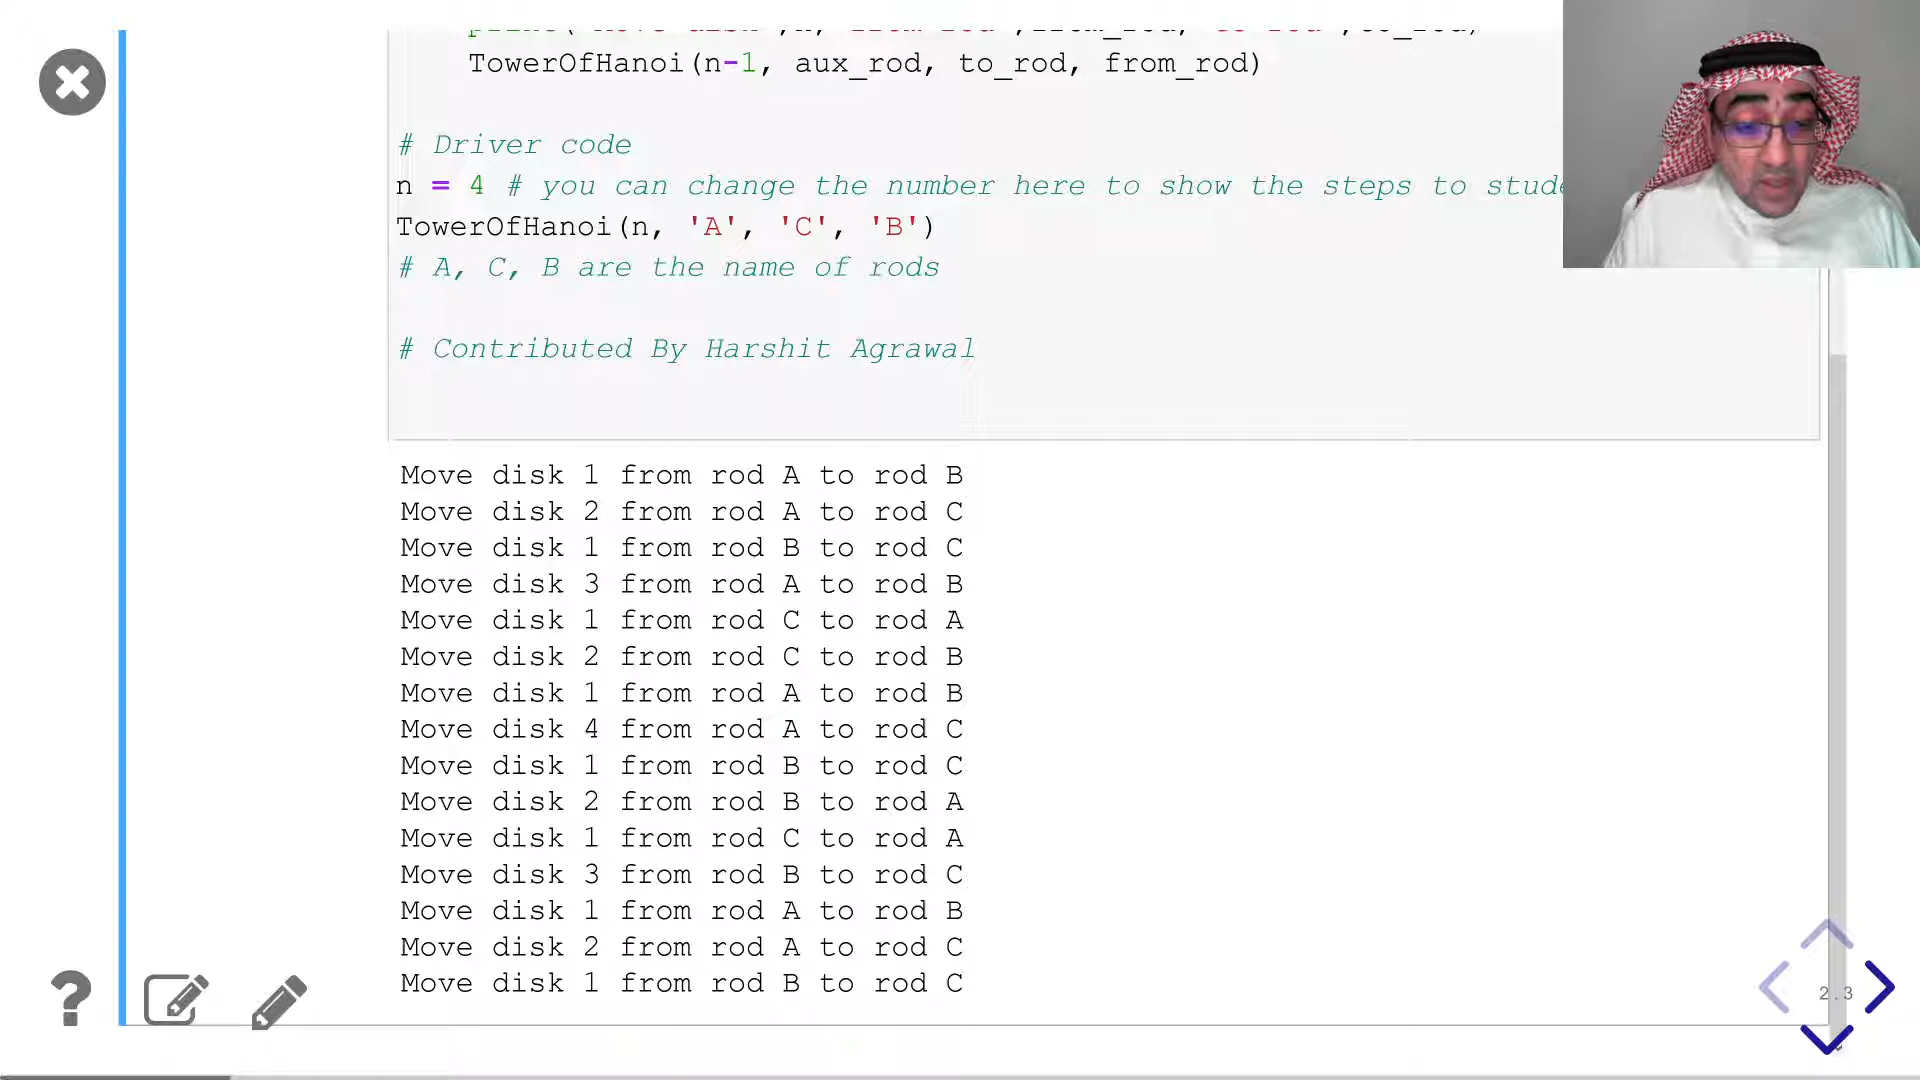 TowerOfHanoi(n-1, aux_rod, to_rod, from_rod)
# Driver code
n = 4 # you can change the number here to show the steps to
TowerOfHanoi(n, 'A', 'C', 'B')
# A, C, B are the name of rods
# Contributed By Harshit Agrawal
Move disk 1 from rod A to rod B
Move disk 2 from rod A to rod C
Move disk 1 from rod B to rod C
Move disk 3 from rod A to rod B
Move disk 1 from rod C to rod A
Move disk 2 from rod C to rod B
Move disk 1 from rod A to rod B
Move disk 4 from rod A to rod C
Move disk 1 from rod B to rod C
Move disk 2 from rod B to rod A
Move disk 1 from rod C to rod A
Move disk 3 from rod B to rod C
Move disk 1 from rod A to rod B
Move disk 2 from rod A to rod C
Move disk 1 from rod B to rod C
2.3